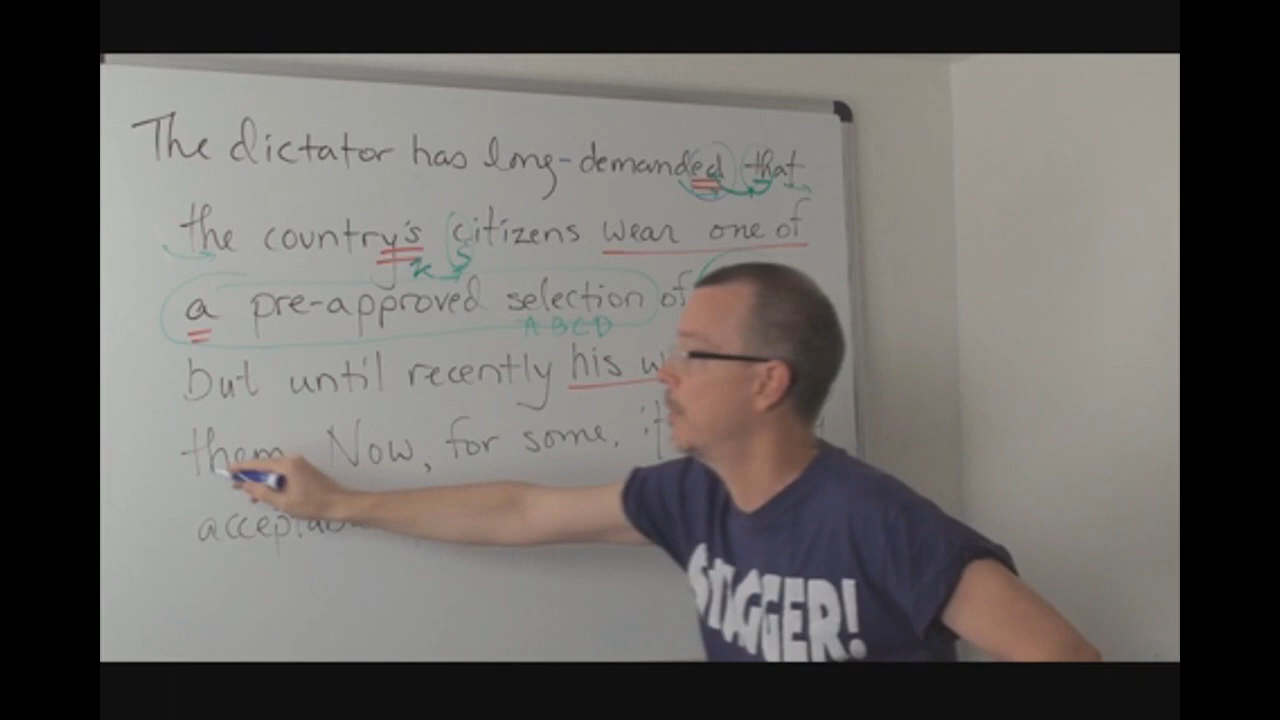 The dictator has long-demanded that
the country's citizens wear one of
S
a pre-approved selection of
A B C D
but until recently his
them Now, for some,
STAGGER!